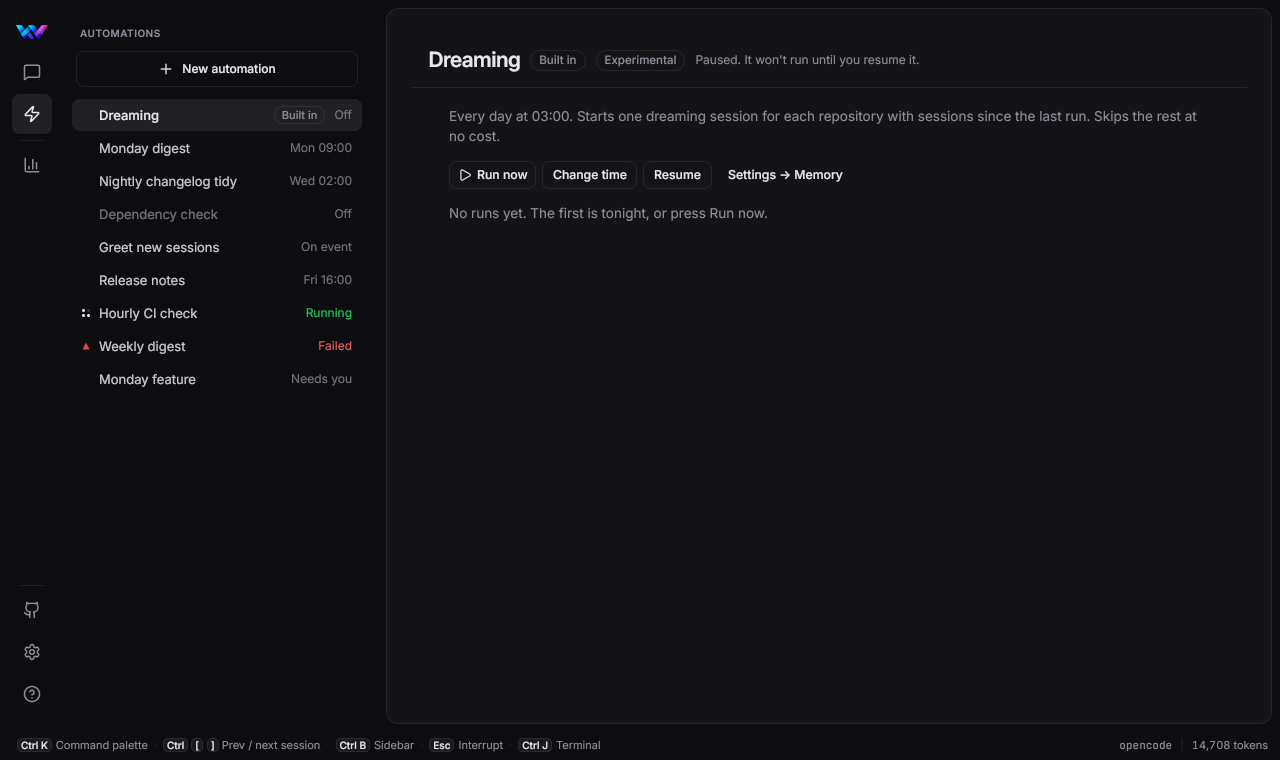 AUTOMATIONS
New automation
Dreaming Built in Off
Monday digest Mon 09:00
Nightly changelog tidy Wed 02:00
Dependency check Off
Greet new sessions On event
Release notes Fri 16:00
Hourly CI check Running
Weekly digest Failed
Monday feature Needs you
Dreaming Built in Experimental Paused. It won't run until you resume it.
Every day at 03:00. Starts one dreaming session for each repository with sessions since the last run. Skips the rest at
no cost.
Run now Change time Resume Settings → Memory
No runs yet. The first is tonight, or press Run now.
Ctrl K Command palette · Ctrl [ ] Prev / next session · Ctrl B Sidebar · Esc Interrupt · Ctrl J Terminal
opencode 14,708 tokens